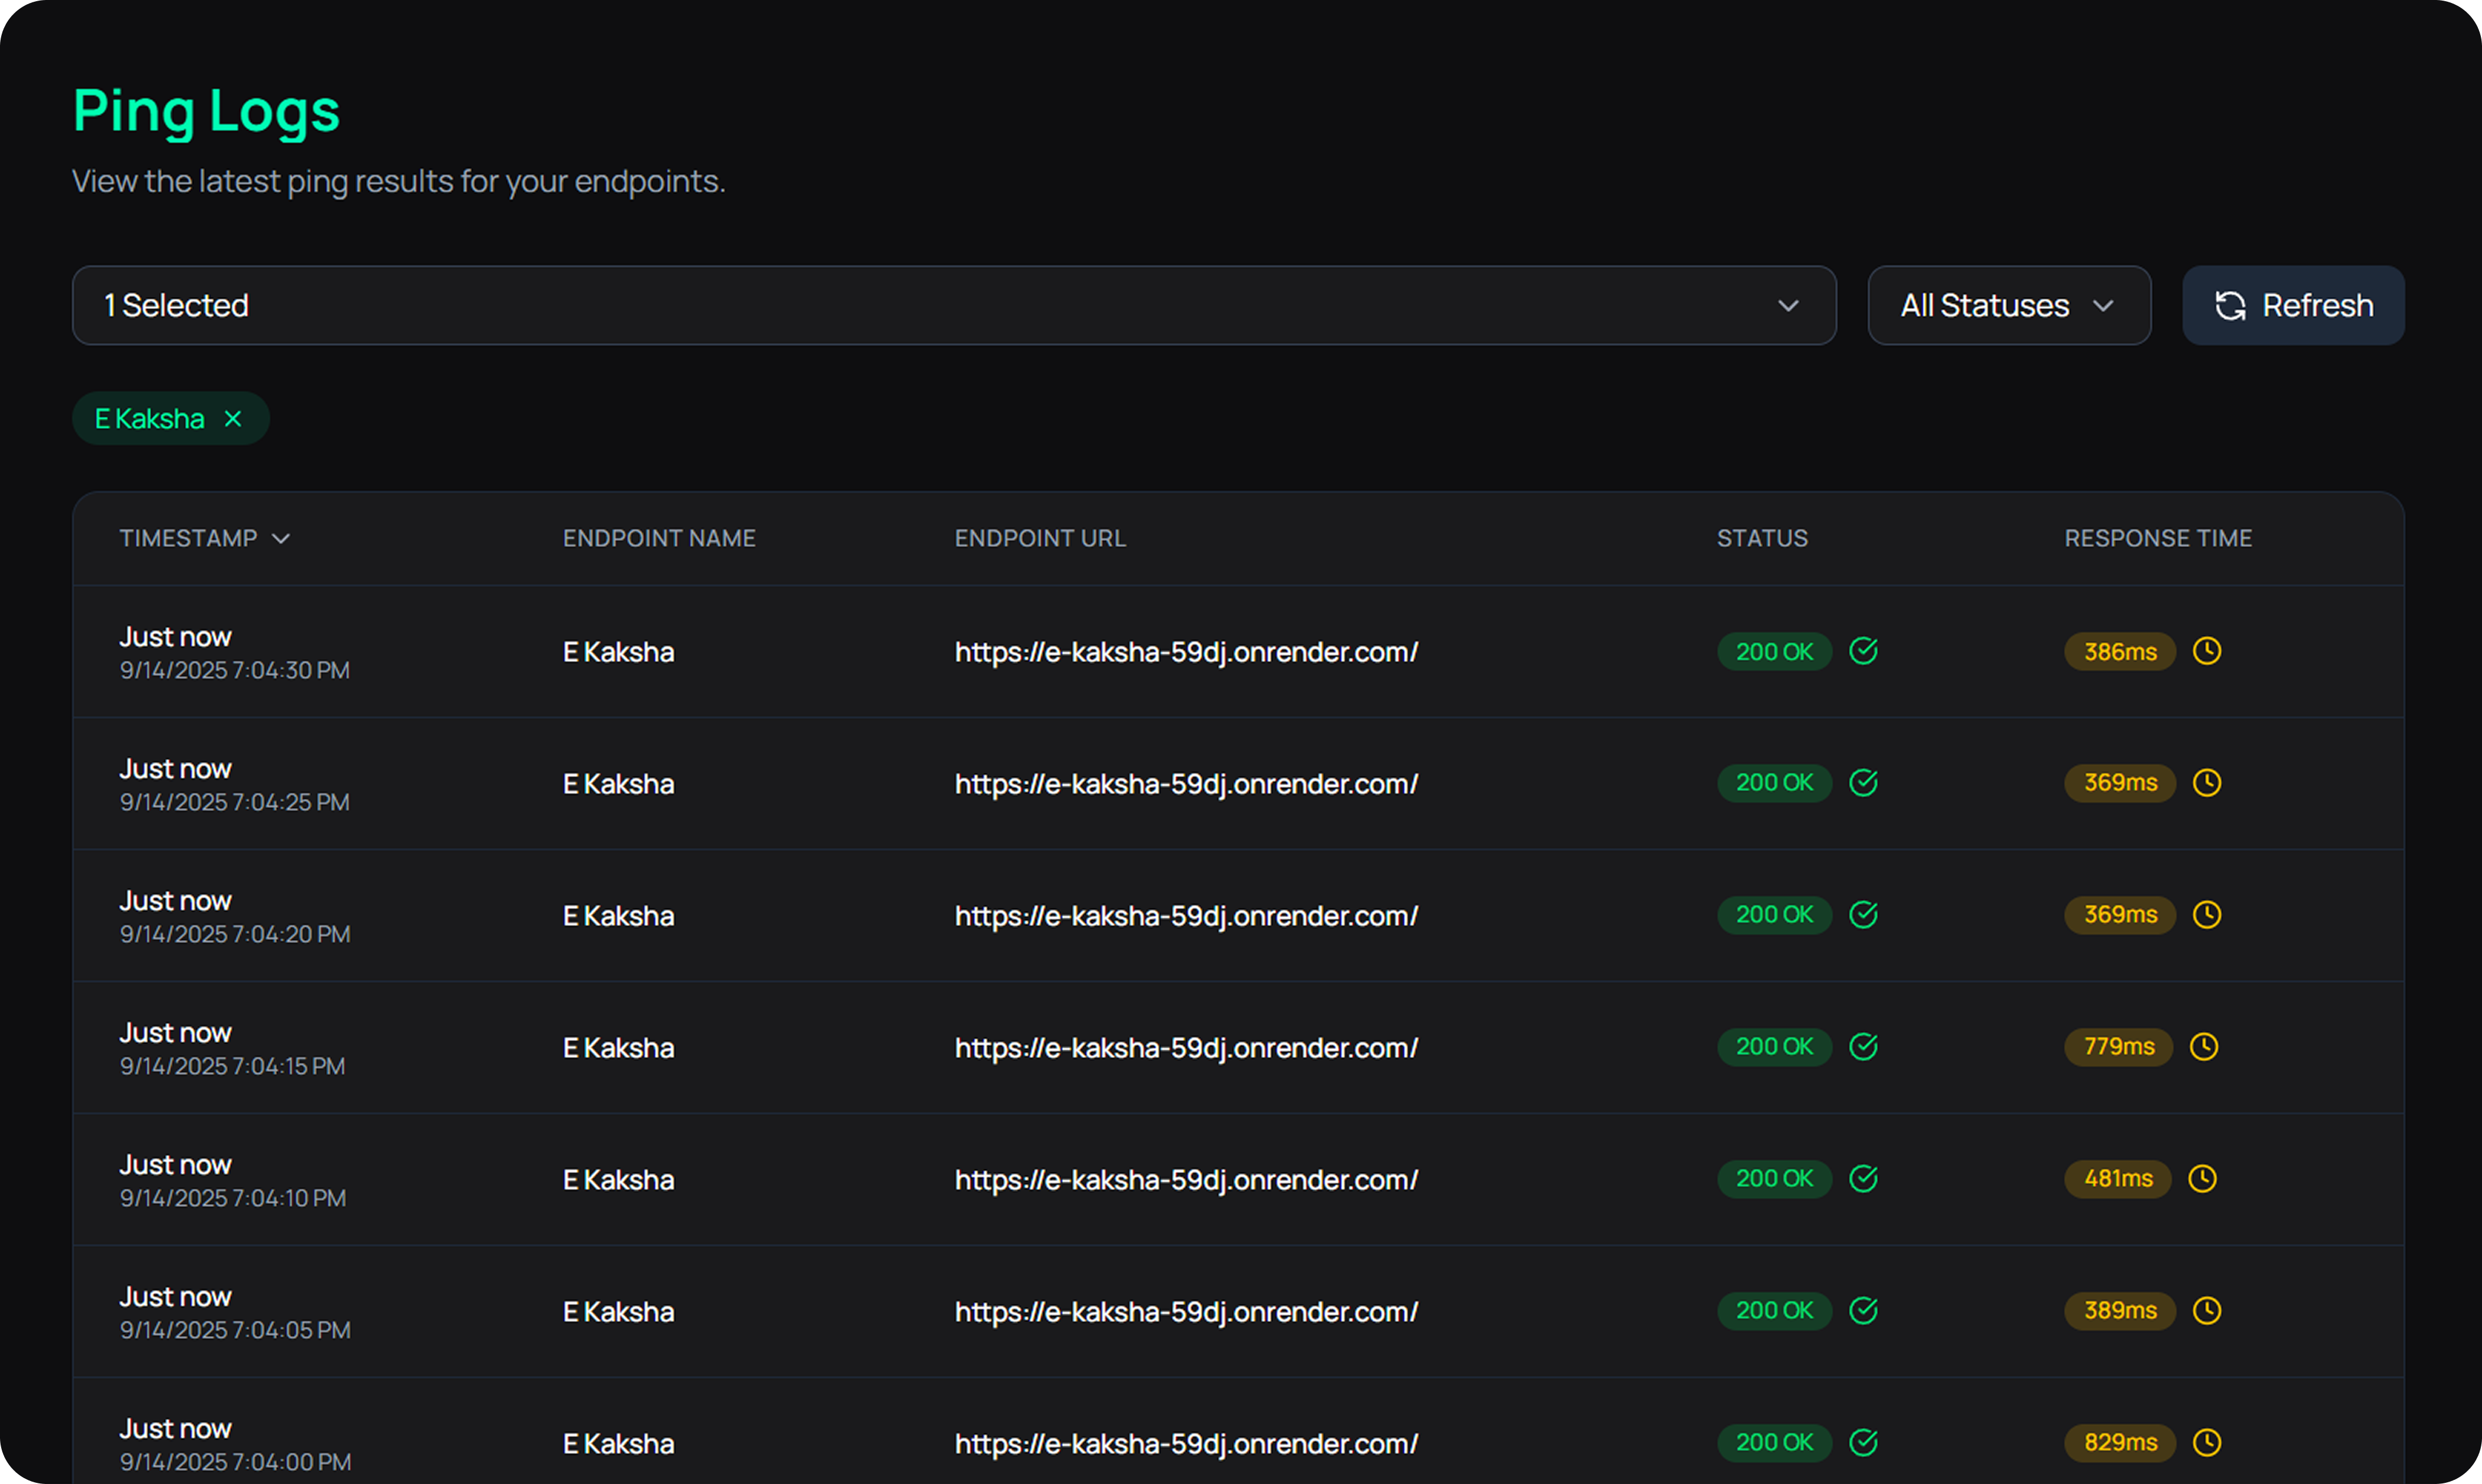 Ping Logs
View the latest ping results for your endpoints.
1 Selected
All Statuses
Refresh
E Kaksha
TIMESTAMP ENDPOINT NAME ENDPOINT URL STATUS RESPONSE TIME
Just now
9/14/2025 7:04:30 PM
E Kaksha https://e-kaksha-59dj.onrender.com/ 200 OK 386ms
Just now
9/14/2025 7:04:25 PM
E Kaksha https://e-kaksha-59dj.onrender.com/ 200 OK 369ms
Just now
9/14/2025 7:04:20 PM
E Kaksha https://e-kaksha-59dj.onrender.com/ 200 OK 369ms
Just now
9/14/2025 7:04:15 PM
E Kaksha https://e-kaksha-59dj.onrender.com/ 200 OK 779ms
Just now
9/14/2025 7:04:10 PM
E Kaksha https://e-kaksha-59dj.onrender.com/ 200 OK 481ms
Just now
9/14/2025 7:04:05 PM
E Kaksha https://e-kaksha-59dj.onrender.com/ 200 OK 389ms
Just now
9/14/2025 7:04:00 PM
E Kaksha https://e-kaksha-59dj.onrender.com/ 200 OK 829ms